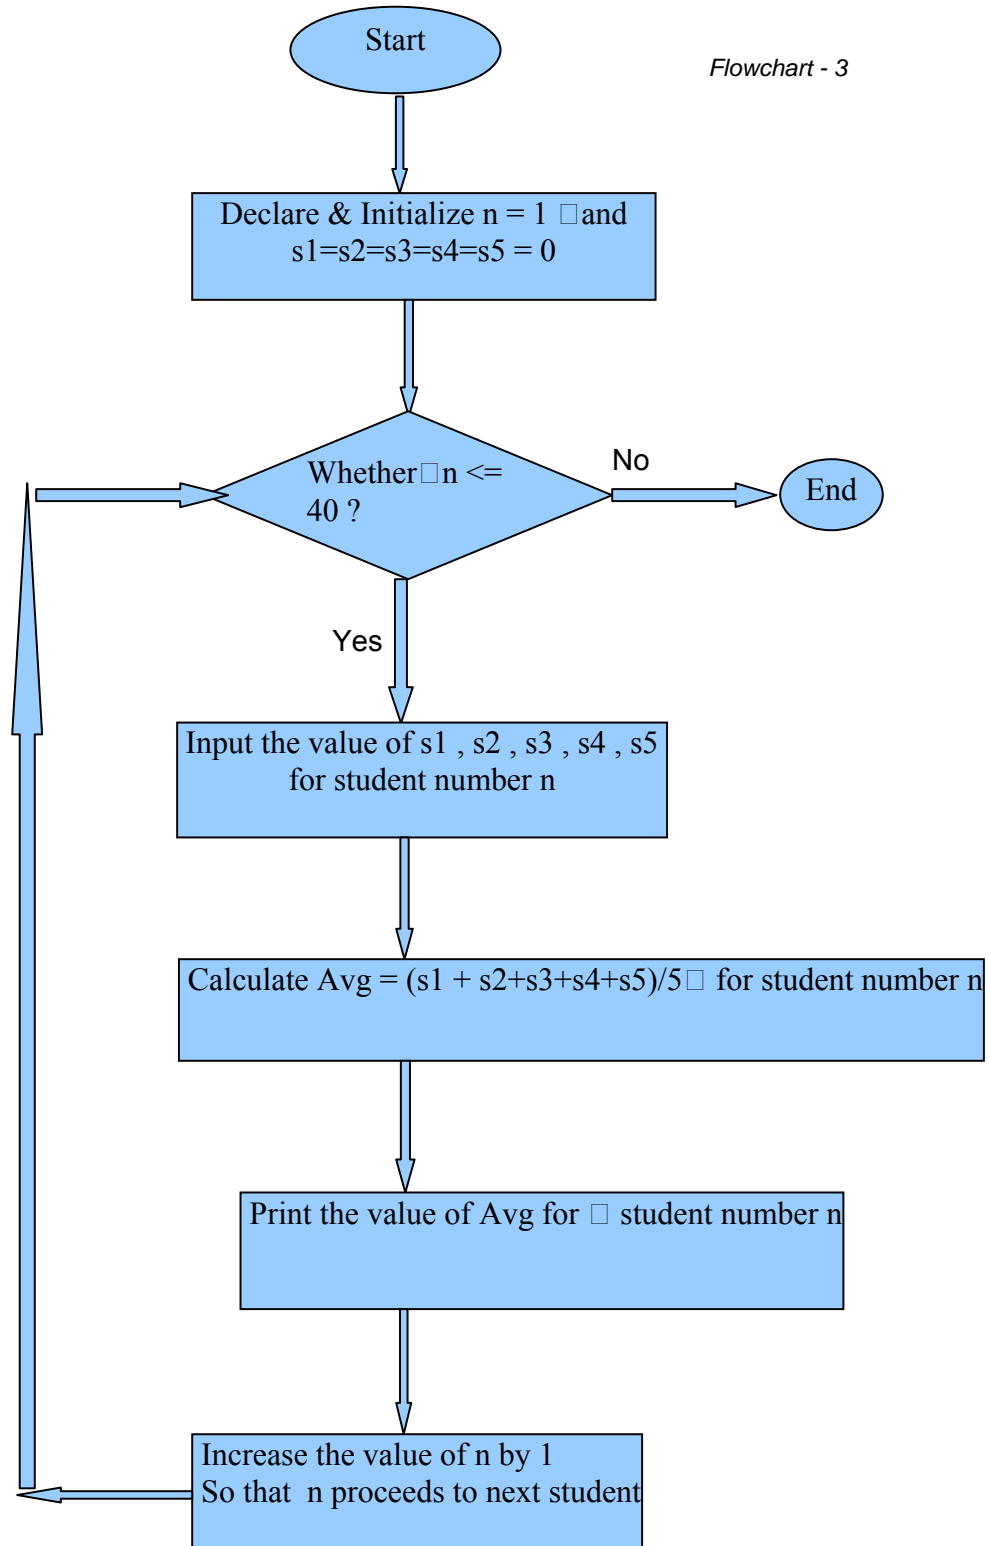 Start
Flowchart - 3
Declare & Initialize n = 1 □and
s1=s2=s3=s4=s5 = 0
Whether□n <=
40 ?
No
End
Yes
Input the value of s1 , s2 , s3 , s4 , s5
for student number n
Calculate Avg = (s1 + s2+s3+s4+s5)/5□ for student number n
Print the value of Avg for □ student number n
Increase the value of n by 1
So that n proceeds to next student